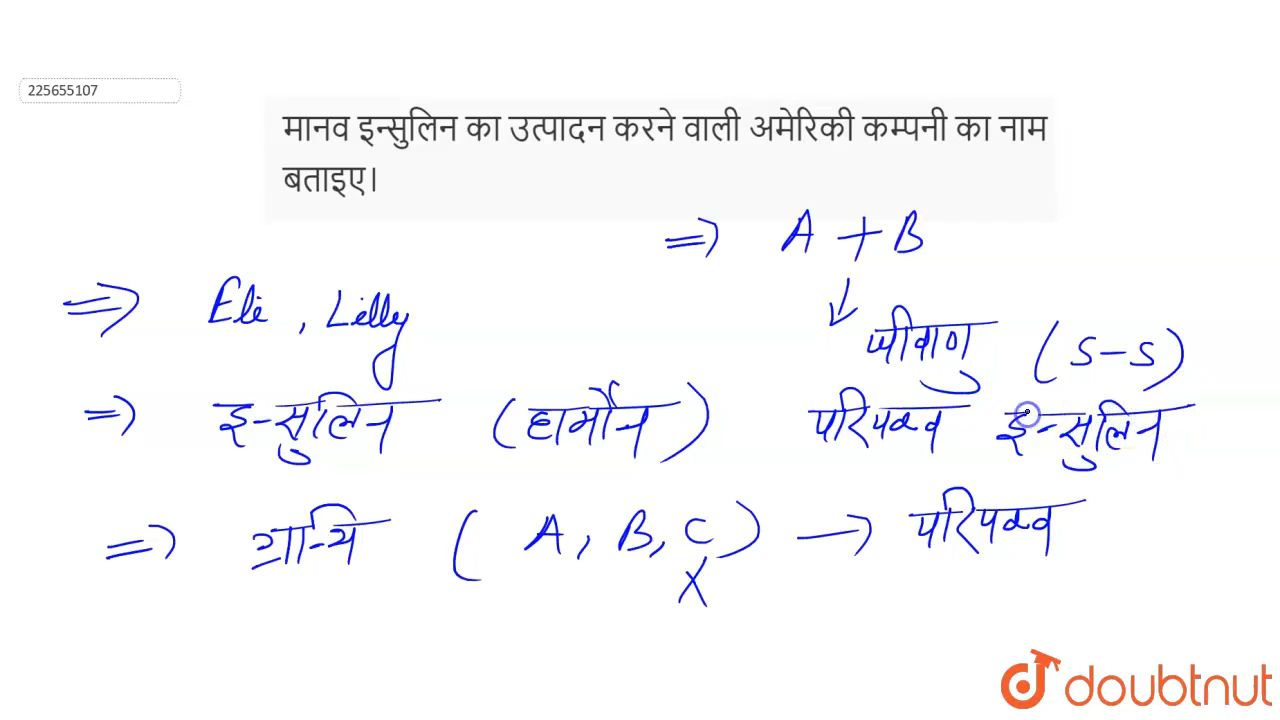 225655107
मानव इन्सुलिन का उत्पादन करने वाली अमेरिकी कम्पनी का नाम
बताइए।
⇒ A + B
⇒ Eli, Lilly
↓ जीवाणु (S-S)
⇒ इन्सुलिन (हार्मोन) परिपक्व इन्सुलिन
⇒ ग्रन्थि (A, B, C) → परिपक्व
X
doubtnut